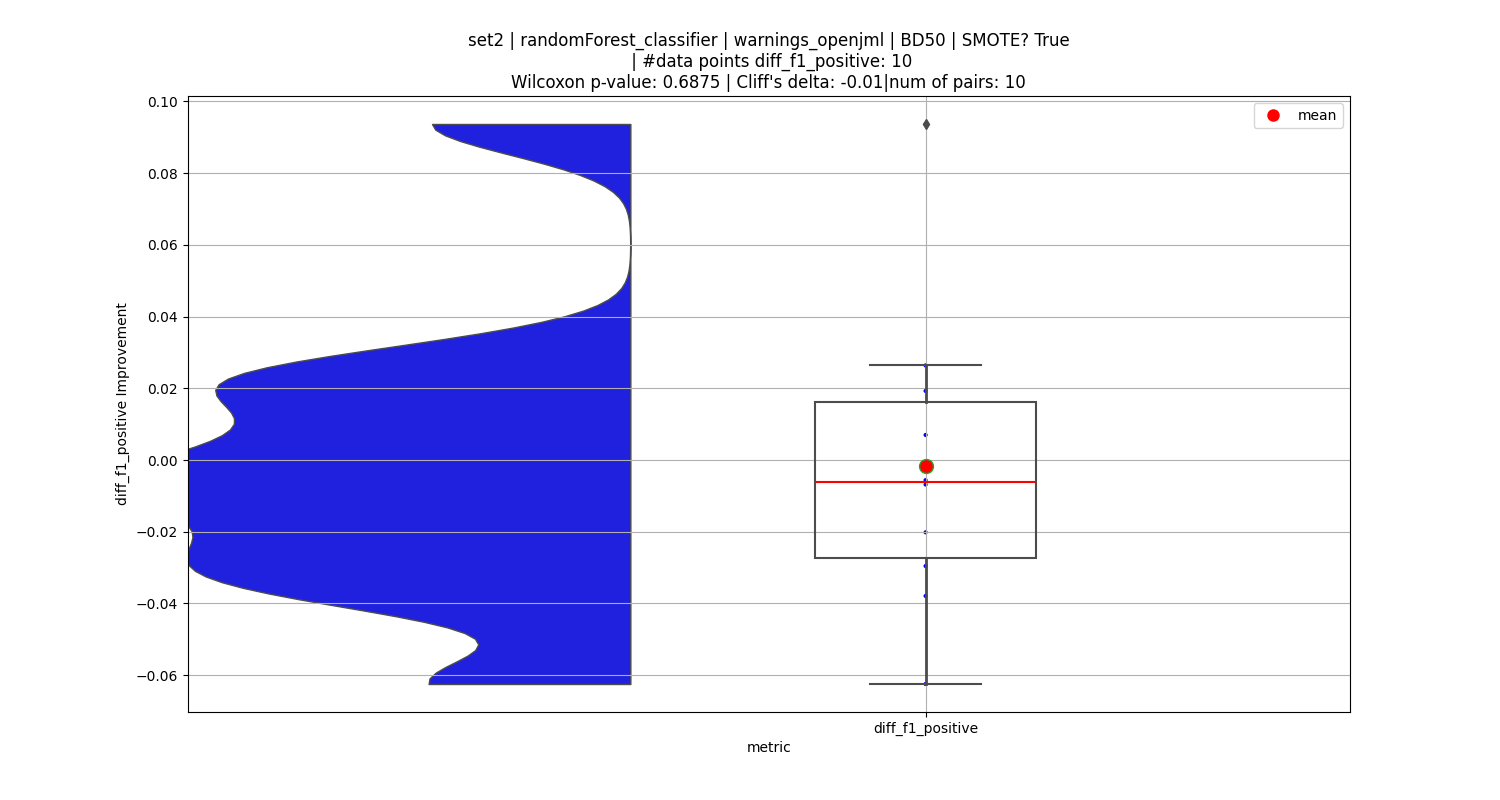 set2 | randomForest_classifier | warnings_openjml | BD50 | SMOTE? True
| #data points diff_f1_positive: 10
Wilcoxon p-value: 0.6875 | Cliff's delta: -0.01|num of pairs: 10
mean
0.10
0.08
0.06
0.04
0.02
0.00
−0.02
−0.04
−0.06
diff_f1_positive Improvement
diff_f1_positive
metric